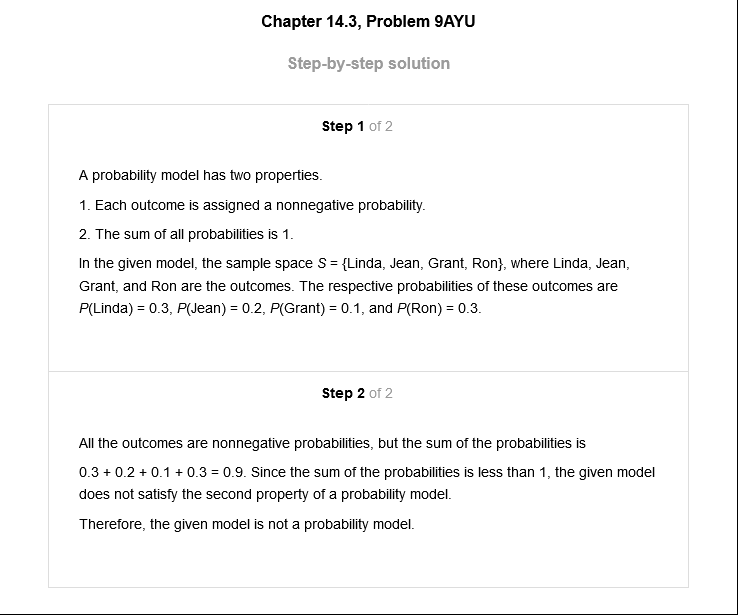 Chapter 14.3, Problem 9AYU
Step-by-step solution
Step 1 of 2
A probability model has two properties.
1. Each outcome is assigned a nonnegative probability.
2. The sum of all probabilities is 1.
In the given model, the sample space S = {Linda, Jean, Grant, Ron}, where Linda, Jean,
Grant, and Ron are the outcomes. The respective probabilities of these outcomes are
P(Linda) = 0.3, P(Jean) = 0.2, P(Grant) = 0.1, and P(Ron) = 0.3.
Step 2 of 2
All the outcomes are nonnegative probabilities, but the sum of the probabilities is
0.3 + 0.2 + 0.1 + 0.3 = 0.9. Since the sum of the probabilities is less than 1, the given model
does not satisfy the second property of a probability model.
Therefore, the given model is not a probability model.